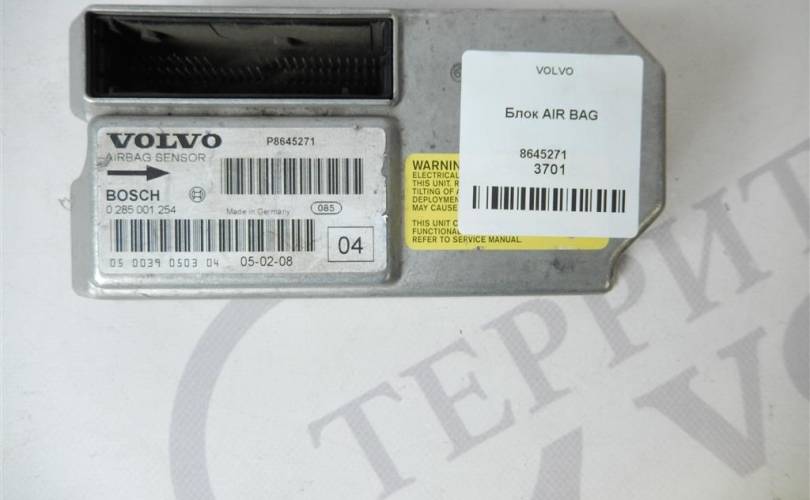 VOLVO
P8645271
AIRBAG SENSOR
BOSCH
0 285 001 254
Made in Germany
085
05 0039 0503 04
05-02-08
04
WARNIN
ELECTRICAL
THIS UNIT. R
TILTING OF A
DEPLOYMEN
MAY CAUSE
THIS UNIT C
FUNCTIONAL
REFER TO SERVICE MANUAL.
VOLVO
Блок AIR BAG
8645271
3701
ТЕРРИТ